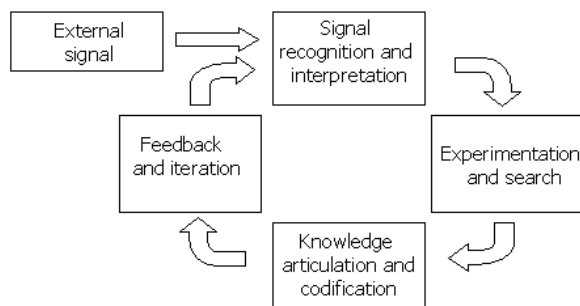 External
signal
Signal
recognition and
interpretation
Feedback
and iteration
Experimentation
and search
Knowledge
articulation and
codification